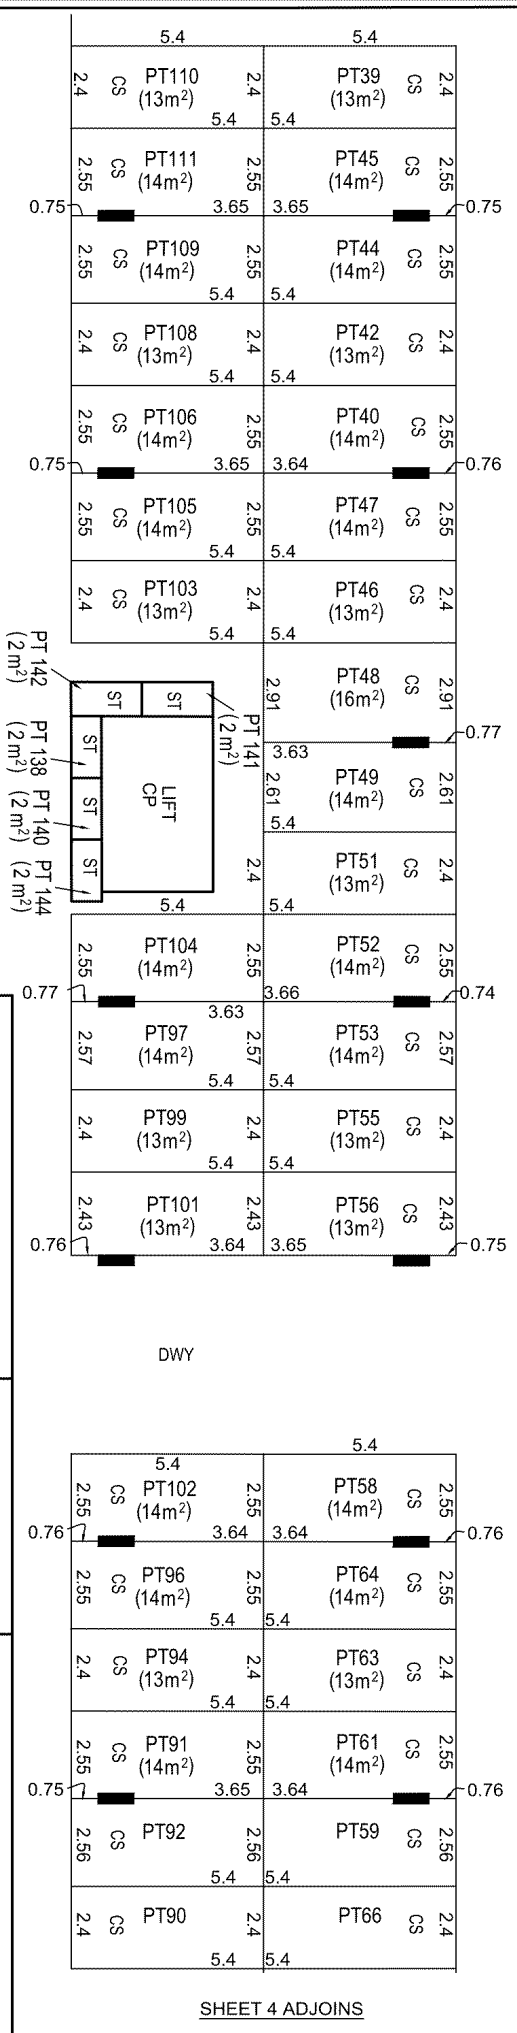 5.4 5.4
2.4 CS PT110 2.4 PT39 CS 2.4
(13m²) (13m²)
5.4 5.4
2.55 CS PT111 2.55 PT45 CS 2.55
(14m²) (14m²)
0.75 3.65 3.65 0.75
2.55 CS PT109 2.55 PT44 CS 2.55
(14m²) (14m²)
5.4 5.4
2.4 CS PT108 2.4 PT42 CS 2.4
(13m²) (13m²)
5.4 5.4
2.55 CS PT106 2.55 PT40 CS 2.55
(14m²) (14m²)
0.75 3.65 3.64 0.76
2.55 CS PT105 2.55 PT47 CS 2.55
(14m²) (14m²)
5.4 5.4
2.4 CS PT103 2.4 PT46 CS 2.4
(13m²) (13m²)
5.4 5.4
PT 142
(2 m²)
ST ST
PT 141
(2 m²)
2.91 PT48 CS 2.91
(16m²)
3.63 0.77
ST PT 138
(2 m²)
ST PT 140
(2 m²)
ST PT 144
(2 m²)
LIFT
CP
2.61 PT49 CS 2.61
(14m²)
5.4
2.4 PT51 CS 2.4
(13m²)
5.4 5.4
2.55 PT104 2.55 PT52 CS 2.55
(14m²) (14m²)
0.77 3.63 3.66 0.74
2.57 PT97 2.57 PT53 CS 2.57
(14m²) (14m²)
5.4 5.4
2.4 PT99 2.4 PT55 CS 2.4
(13m²) (13m²)
5.4 5.4
2.43 PT101 2.43 PT56 CS 2.43
(13m²) (13m²)
0.76 3.64 3.65 0.75
DWY
5.4 5.4
2.55 CS PT102 2.55 PT58 CS 2.55
(14m²) (14m²)
0.76 3.64 3.64 0.76
2.55 CS PT96 2.55 PT64 CS 2.55
(14m²) (14m²)
5.4 5.4
2.4 CS PT94 2.4 PT63 CS 2.4
(13m²) (13m²)
5.4 5.4
2.55 CS PT91 2.55 PT61 CS 2.55
(14m²) (14m²)
0.75 3.65 3.64 0.76
2.56 CS PT92 2.56 PT59 CS 2.56
5.4 5.4
2.4 CS PT90 2.4 PT66 CS 2.4
5.4 5.4
SHEET 4 ADJOINS